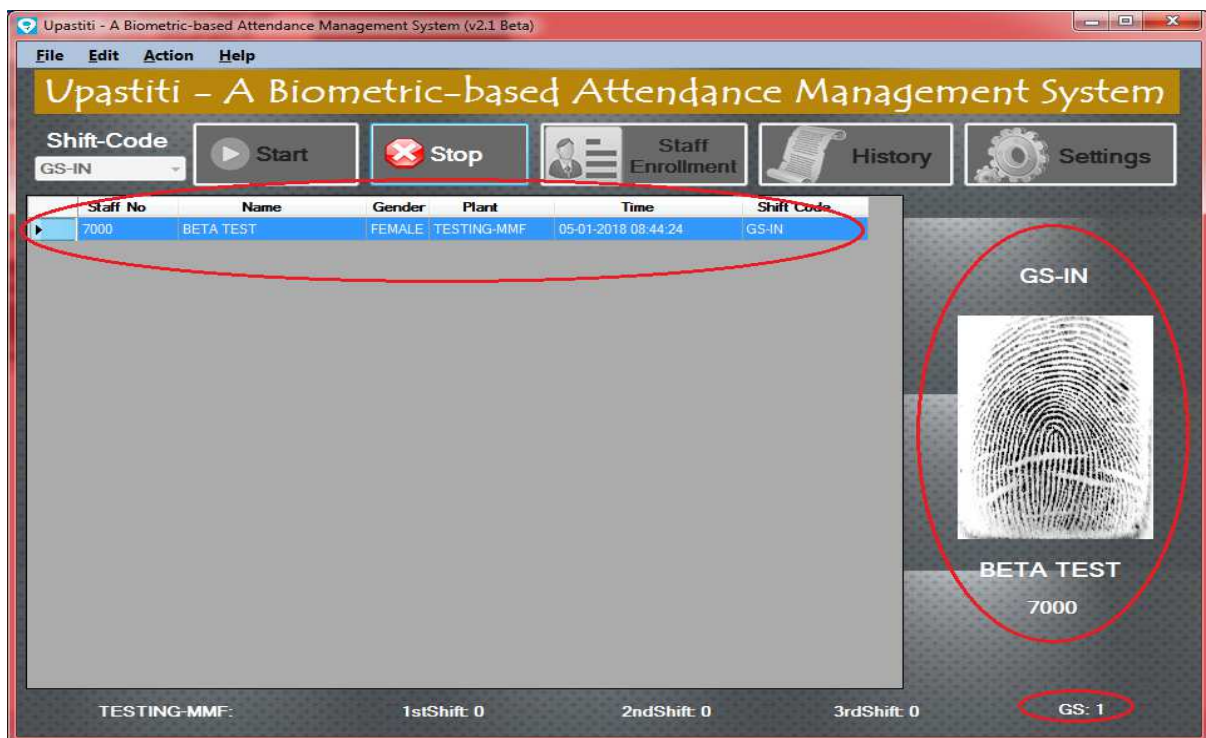 Upastiti - A Biometric-based Attendance Management System (v2.1 Beta)
File Edit Action Help
Upastiti - A Biometric-based Attendance Management System
Shift-Code
GS-IN
Start
Stop
Staff
Enrollment
History
Settings
Staff No Name Gender Plant Time Shift Code
7000 BETA TEST FEMALE TESTING-MMF 05-01-2018 08:44:24 GS-IN
GS-IN
BETA TEST
7000
TESTING-MMF: 1stShift: 0 2ndShift: 0 3rdShift: 0 GS: 1